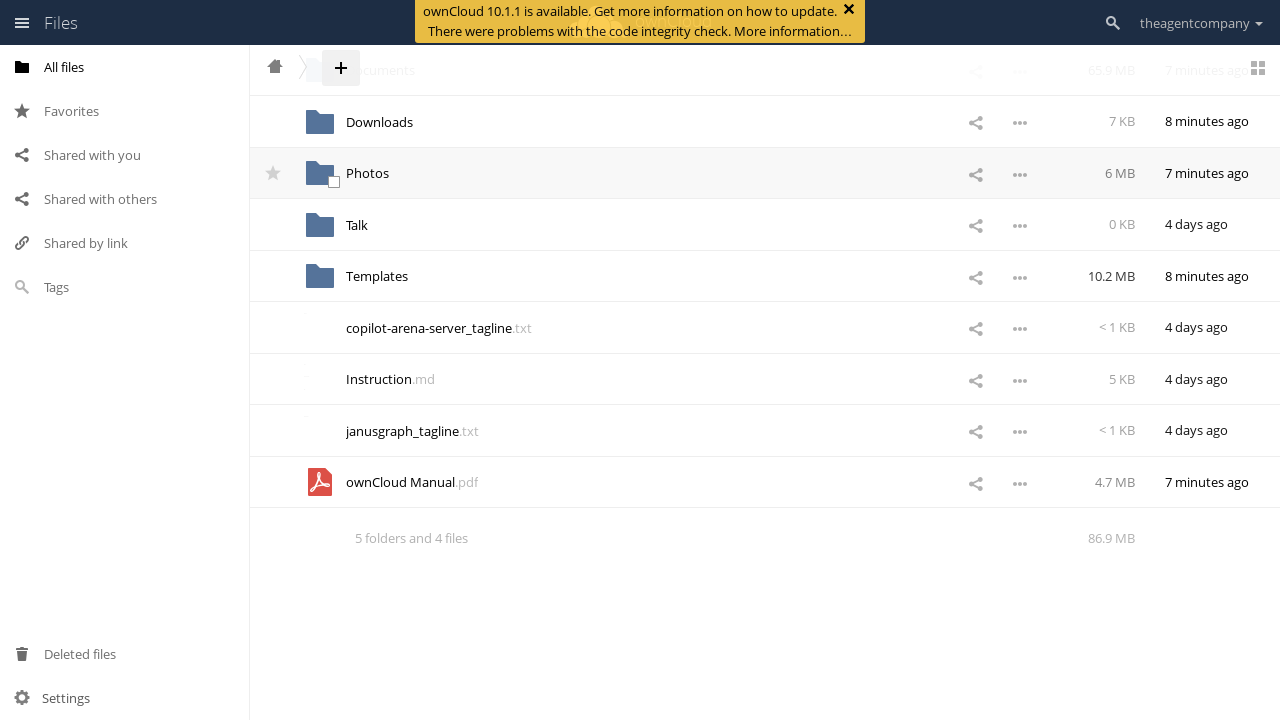 Files
ownCloud 10.1.1 is available. Get more information on how to update.
There were problems with the code integrity check. More information…
theagentcompany
All files
Favorites
Shared with you
Shared with others
Shared by link
Tags
Deleted files
Settings
Documents 65.9 MB 7 minutes ago
Downloads 7 KB 8 minutes ago
Photos 6 MB 7 minutes ago
Talk 0 KB 4 days ago
Templates 10.2 MB 8 minutes ago
copilot-arena-server_tagline.txt < 1 KB 4 days ago
Instruction.md 5 KB 4 days ago
janusgraph_tagline.txt < 1 KB 4 days ago
ownCloud Manual.pdf 4.7 MB 7 minutes ago
5 folders and 4 files 86.9 MB